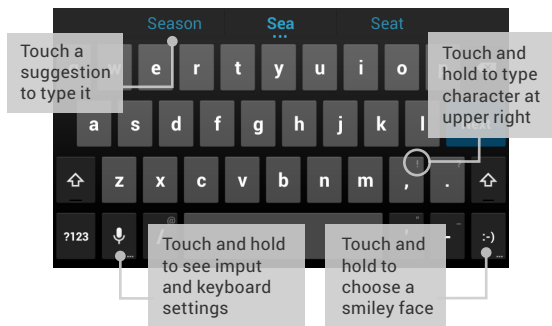 Season Sea Seat
Touch a
suggestion
to type it
Touch and
hold to type
character at
upper right
w e r t y u i o p
a s d f g h j k l Next
z x c v b n m , ! . ?
?123 / @ ' " - _ :-)
Touch and hold
to see imput
and keyboard
settings
Touch and
hold to
choose a
smiley face